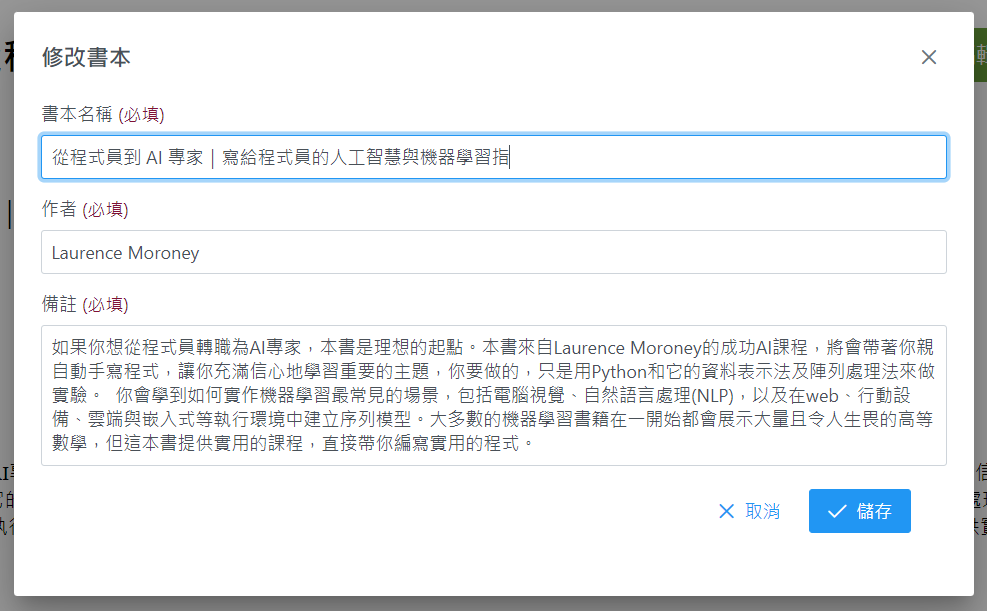 修改書本
書本名稱 (必填)
從程式員到 AI 專家｜寫給程式員的人工智慧與機器學習指
作者 (必填)
Laurence Moroney
備註 (必填)
如果你想從程式員轉職為AI專家，本書是理想的起點。本書來自Laurence Moroney的成功AI課程，將會帶著你親
自動手寫程式，讓你充滿信心地學習重要的主題，你要做的，只是用Python和它的資料表示法及陣列處理法來做
實驗。 你會學到如何實作機器學習最常見的場景，包括電腦視覺、自然語言處理(NLP)，以及在web、行動設
備、雲端與嵌入式等執行環境中建立序列模型。大多數的機器學習書籍在一開始都會展示大量且令人生畏的高等
數學，但這本書提供實用的課程，直接帶你編寫實用的程式。
取消
儲存